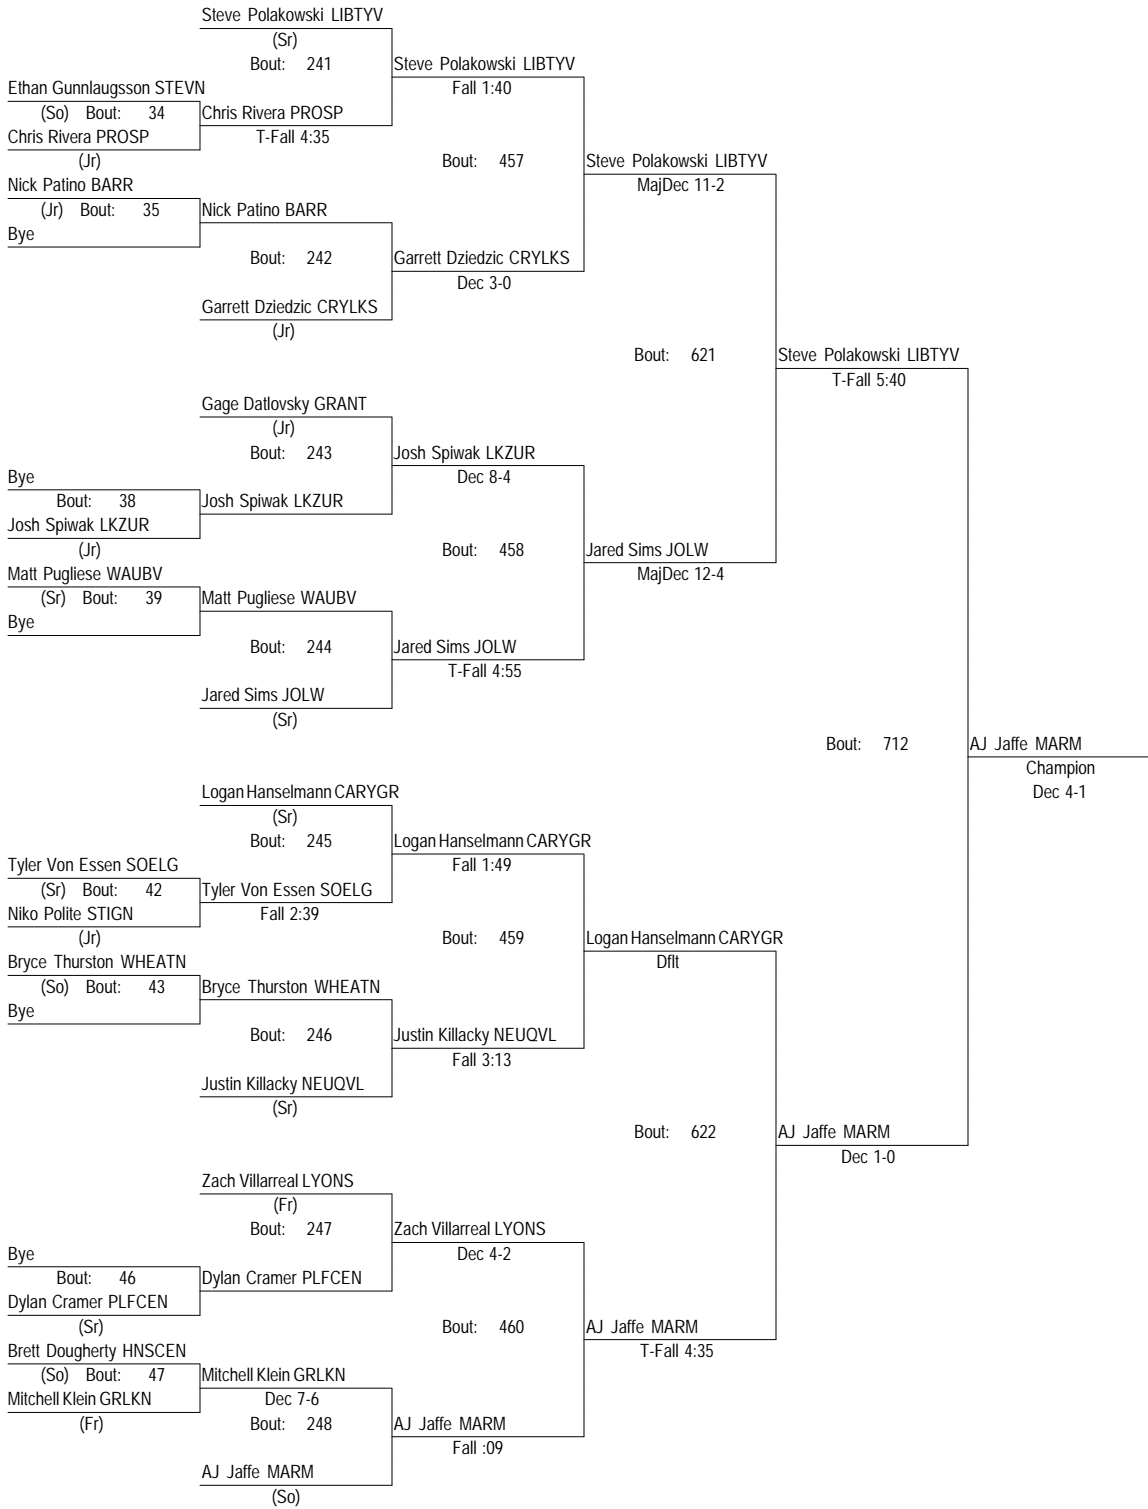 Steve Polakowski LIBTYV
(Sr)
Bout: 241
Steve Polakowski LIBTYV
Fall 1:40
Ethan Gunnlaugsson STEVN
(So) Bout: 34
Chris Rivera PROSP
T-Fall 4:35
Chris Rivera PROSP
(Jr)
Bout: 457
Steve Polakowski LIBTYV
MajDec 11-2
Nick Patino BARR
(Jr) Bout: 35
Nick Patino BARR
Bye
Bout: 242
Garrett Dziedzic CRYLKS
Dec 3-0
Garrett Dziedzic CRYLKS
(Jr)
Bout: 621
Steve Polakowski LIBTYV
T-Fall 5:40
Gage Datlovsky GRANT
(Jr)
Bout: 243
Josh Spiwak LKZUR
Dec 8-4
Bye
Bout: 38
Josh Spiwak LKZUR
Josh Spiwak LKZUR
(Jr)
Bout: 458
Jared Sims JOLW
MajDec 12-4
Matt Pugliese WAUBV
(Sr) Bout: 39
Matt Pugliese WAUBV
Bye
Bout: 244
Jared Sims JOLW
T-Fall 4:55
Jared Sims JOLW
(Sr)
Bout: 712
AJ Jaffe MARM
Champion
Dec 4-1
Logan Hanselmann CARYGR
(Sr)
Bout: 245
Logan Hanselmann CARYGR
Fall 1:49
Tyler Von Essen SOELG
(Sr) Bout: 42
Tyler Von Essen SOELG
Fall 2:39
Niko Polite STIGN
(Jr)
Bout: 459
Logan Hanselmann CARYGR
Dflt
Bryce Thurston WHEATN
(So) Bout: 43
Bryce Thurston WHEATN
Bye
Bout: 246
Justin Killacky NEUQVL
Fall 3:13
Justin Killacky NEUQVL
(Sr)
Bout: 622
AJ Jaffe MARM
Dec 1-0
Zach Villarreal LYONS
(Fr)
Bout: 247
Zach Villarreal LYONS
Dec 4-2
Bye
Bout: 46
Dylan Cramer PLFCEN
Dylan Cramer PLFCEN
(Sr)
Bout: 460
AJ Jaffe MARM
T-Fall 4:35
Brett Dougherty HNSCEN
(So) Bout: 47
Mitchell Klein GRLKN
Dec 7-6
Mitchell Klein GRLKN
(Fr)
Bout: 248
AJ Jaffe MARM
Fall :09
AJ Jaffe MARM
(So)